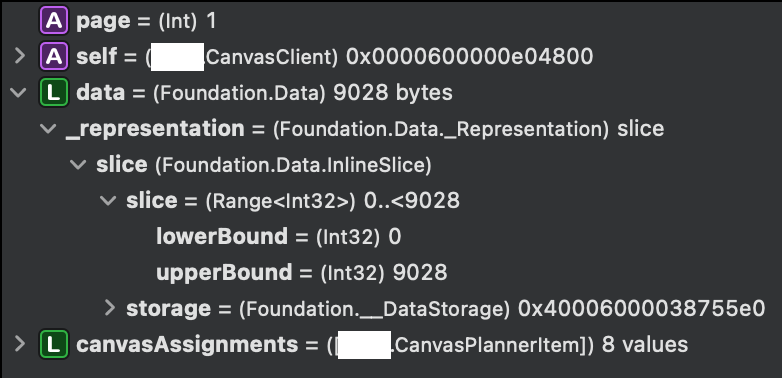 A page = (Int) 1
A self = ( .CanvasClient) 0x0000600000e04800
L data = (Foundation.Data) 9028 bytes
_representation = (Foundation.Data._Representation) slice
slice (Foundation.Data.InlineSlice)
slice = (Range<Int32>) 0..<9028
lowerBound = (Int32) 0
upperBound = (Int32) 9028
storage = (Foundation.__DataStorage) 0x40006000038755e0
L canvasAssignments = ([ .CanvasPlannerItem]) 8 values